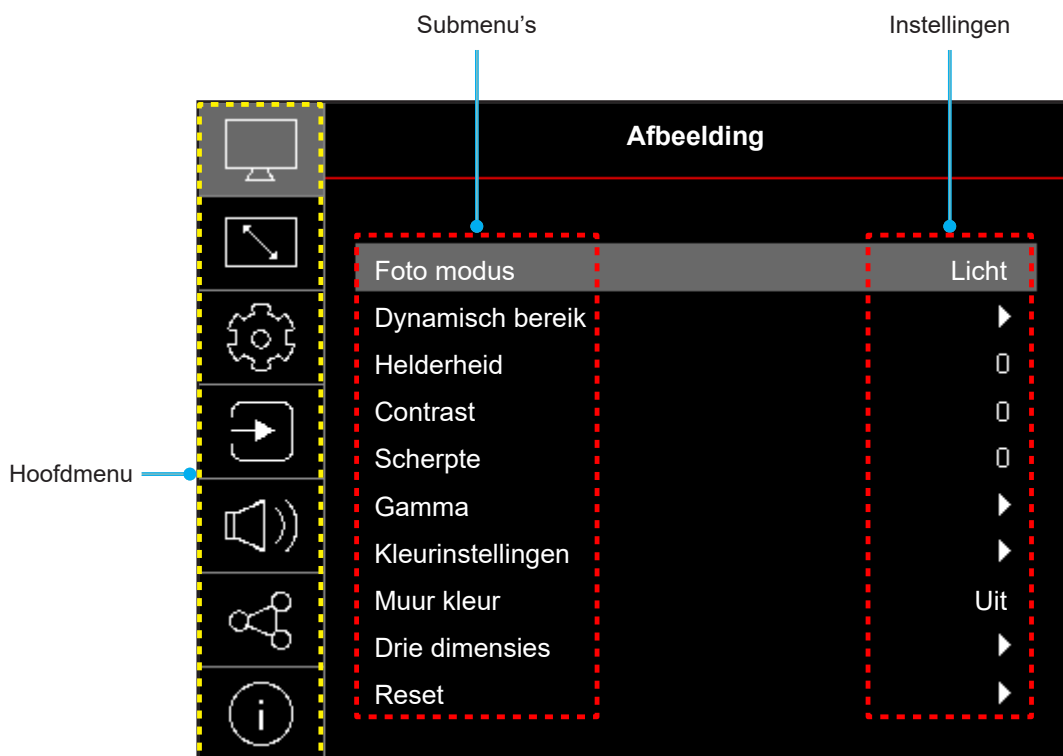 Submenu's Instellingen
Afbeelding
Foto modus Licht
Dynamisch bereik
Helderheid 0
Contrast 0
Scherpte 0
Hoofdmenu
Gamma
Kleurinstellingen
Muur kleur Uit
Drie dimensies
Reset
i